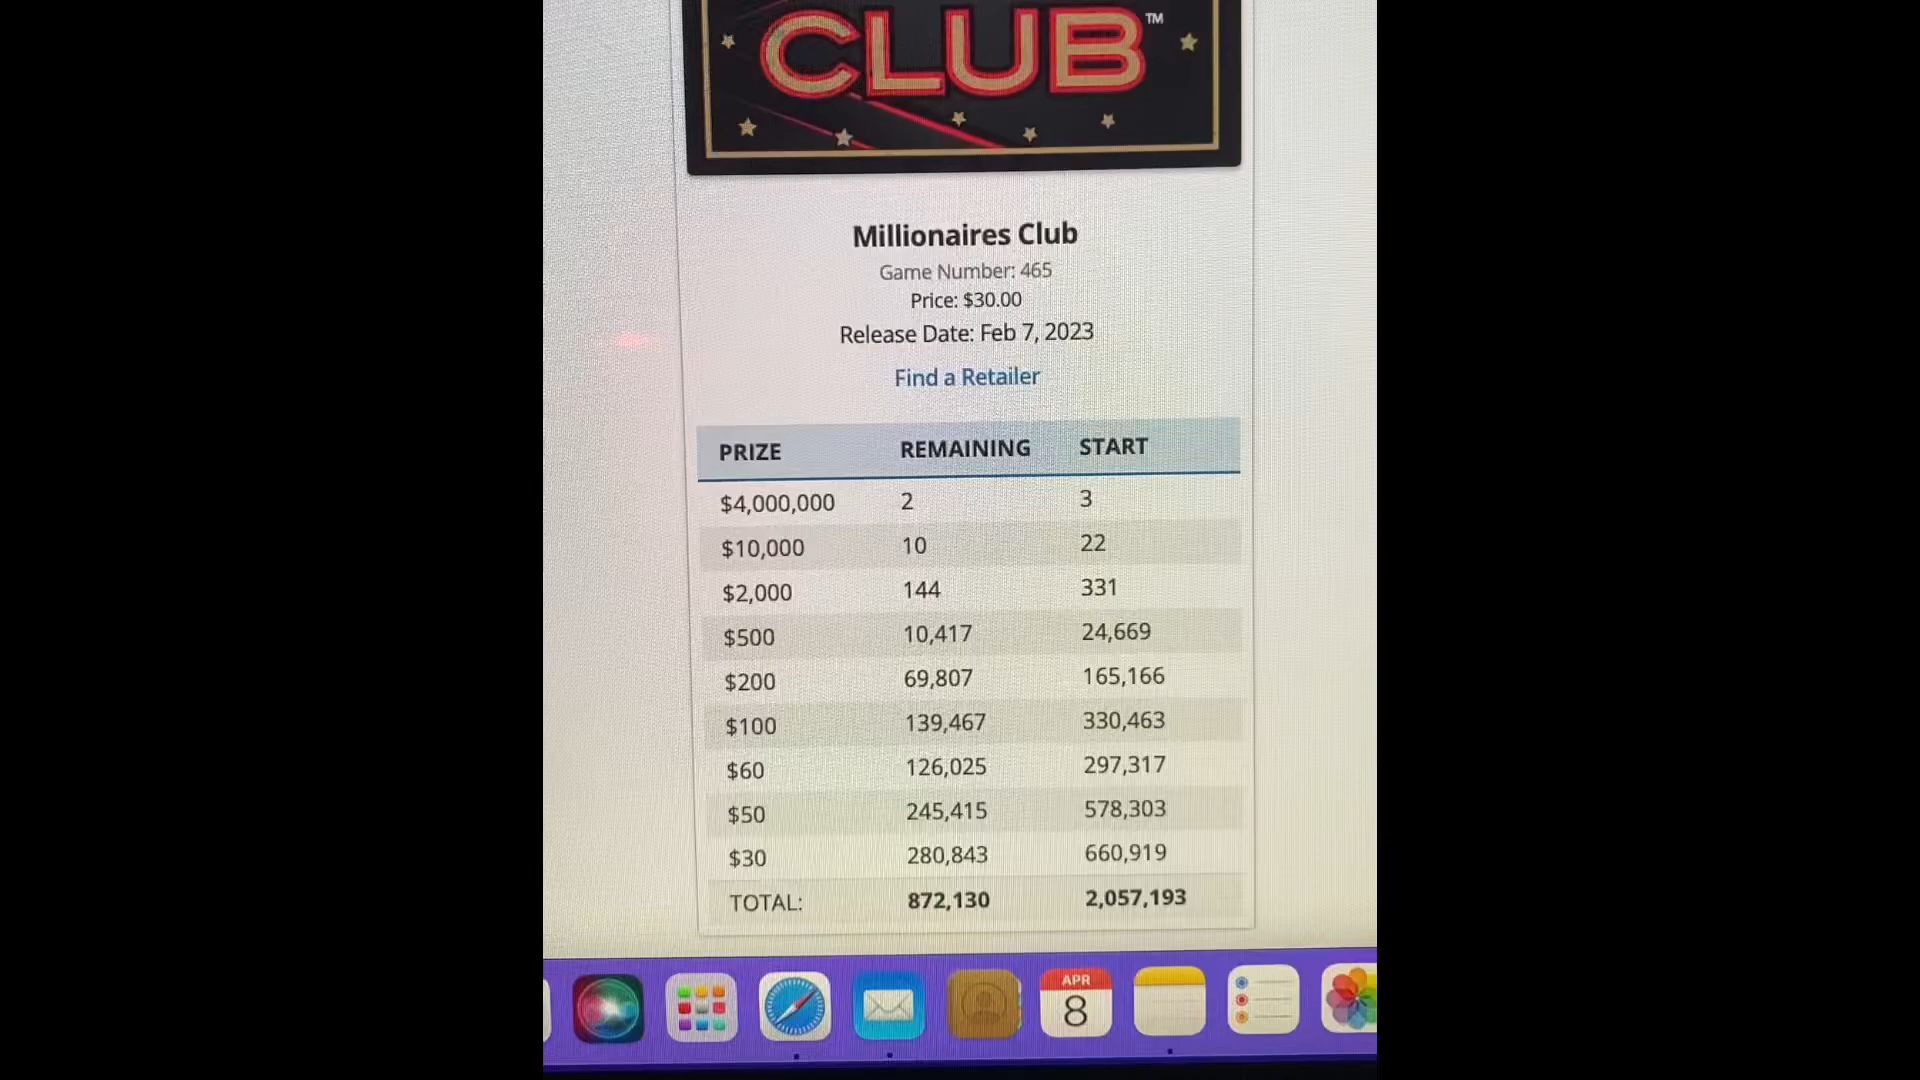 CLUB™
Millionaires Club
Game Number: 465
Price: $30.00
Release Date: Feb 7, 2023
Find a Retailer
PRIZE REMAINING START
$4,000,000 2 3
$10,000 10 22
$2,000 144 331
$500 10,417 24,669
$200 69,807 165,166
$100 139,467 330,463
$60 126,025 297,317
$50 245,415 578,303
$30 280,843 660,919
TOTAL: 872,130 2,057,193
APR
8